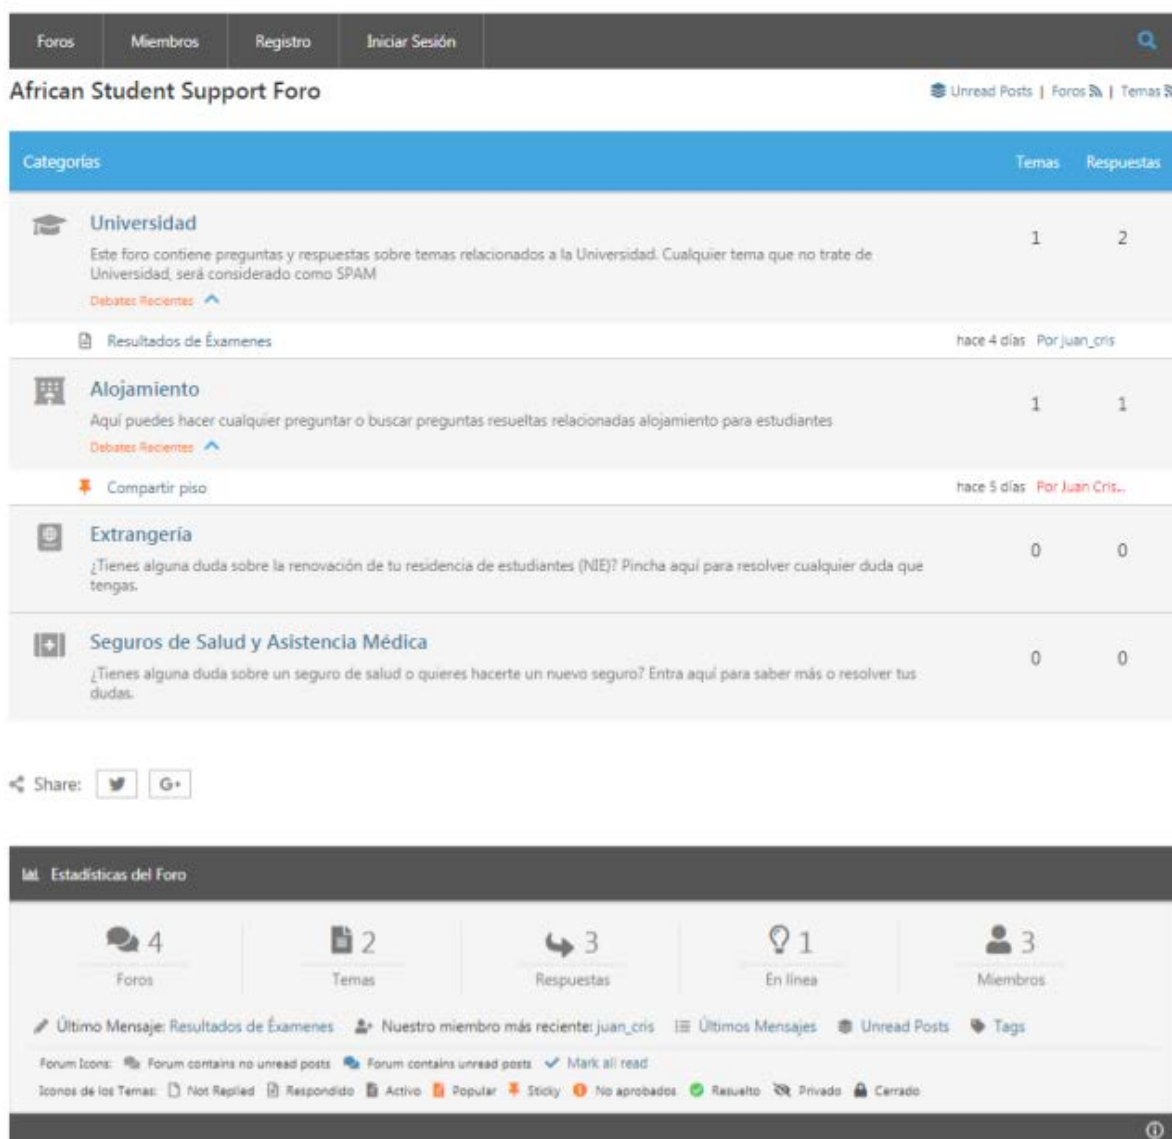 Foros Miembros Registro Iniciar Sesión
African Student Support Foro
Unread Posts | Foros | Temas
Categorías Temas Respuestas
Universidad 1 2
Este foro contiene preguntas y respuestas sobre temas relacionados a la Universidad. Cualquier tema que no trate de
Universidad, será considerado como SPAM
Debates Recientes
Resultados de Éxamenes hace 4 días Por juan_cris
Alojamiento 1 1
Aquí puedes hacer cualquier preguntar o buscar preguntas resueltas relacionadas alojamiento para estudiantes
Debates Recientes
Compartir piso hace 5 días Por Juan Cris...
Extrangería 0 0
¿Tienes alguna duda sobre la renovación de tu residencia de estudiantes (NIE)? Pincha aquí para resolver cualquier duda que
tengas.
Seguros de Salud y Asistencia Médica 0 0
¿Tienes alguna duda sobre un seguro de salud o quieres hacerte un nuevo seguro? Entra aquí para saber más o resolver tus
dudas.
Share: G+
Estadísticas del Foro
4 2 3 1 3
Foros Temas Respuestas En línea Miembros
Último Mensaje: Resultados de Éxamenes Nuestro miembro más reciente: juan_cris Últimos Mensajes Unread Posts Tags
Forum Icons: Forum contains no unread posts Forum contains unread posts Mark all read
Iconos de los Temas: Not Replied Respondido Activo Popular Sticky No aprobados Resuelto Privado Cerrado